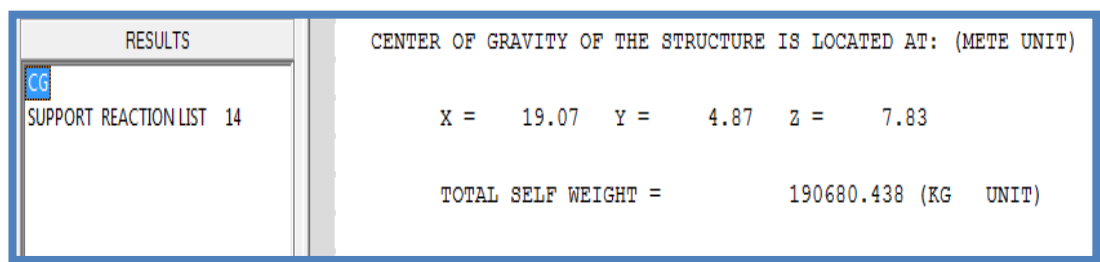 RESULTS
CG
SUPPORT REACTION LIST 14
CENTER OF GRAVITY OF THE STRUCTURE IS LOCATED AT: (METE UNIT)
X = 19.07 Y = 4.87 Z = 7.83
TOTAL SELF WEIGHT = 190680.438 (KG UNIT)